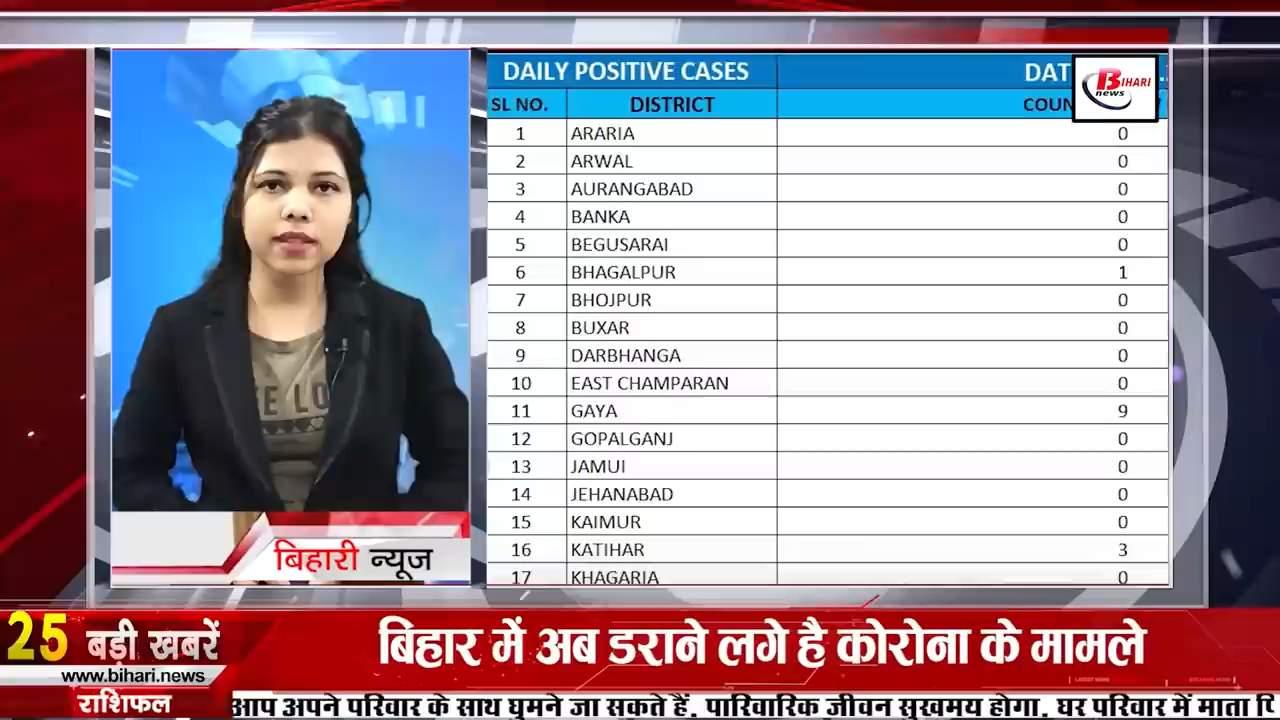 DAILY POSITIVE CASES
BIHARI
news
SL NO. DISTRICT
1 ARARIA 0
2 ARWAL 0
3 AURANGABAD 0
4 BANKA 0
5 BEGUSARAI 0
6 BHAGALPUR 1
7 BHOJPUR 0
8 BUXAR 0
9 DARBHANGA 0
10 EAST CHAMPARAN 0
11 GAYA 9
12 GOPALGANJ 0
13 JAMUI 0
14 JEHANABAD 0
15 KAIMUR 0
16 KATIHAR 3
17 KHAGARIA 0
बिहारी न्यूज
25 बड़ी खबरें
www.bihari.news
बिहार में अब डराने लगे है कोरोना के मामले
राशिफल
आप अपने परिवार के साथ घुमने जा सकते हैं. पारिवारिक जीवन सुखमय होगा. घर परिवार में माता